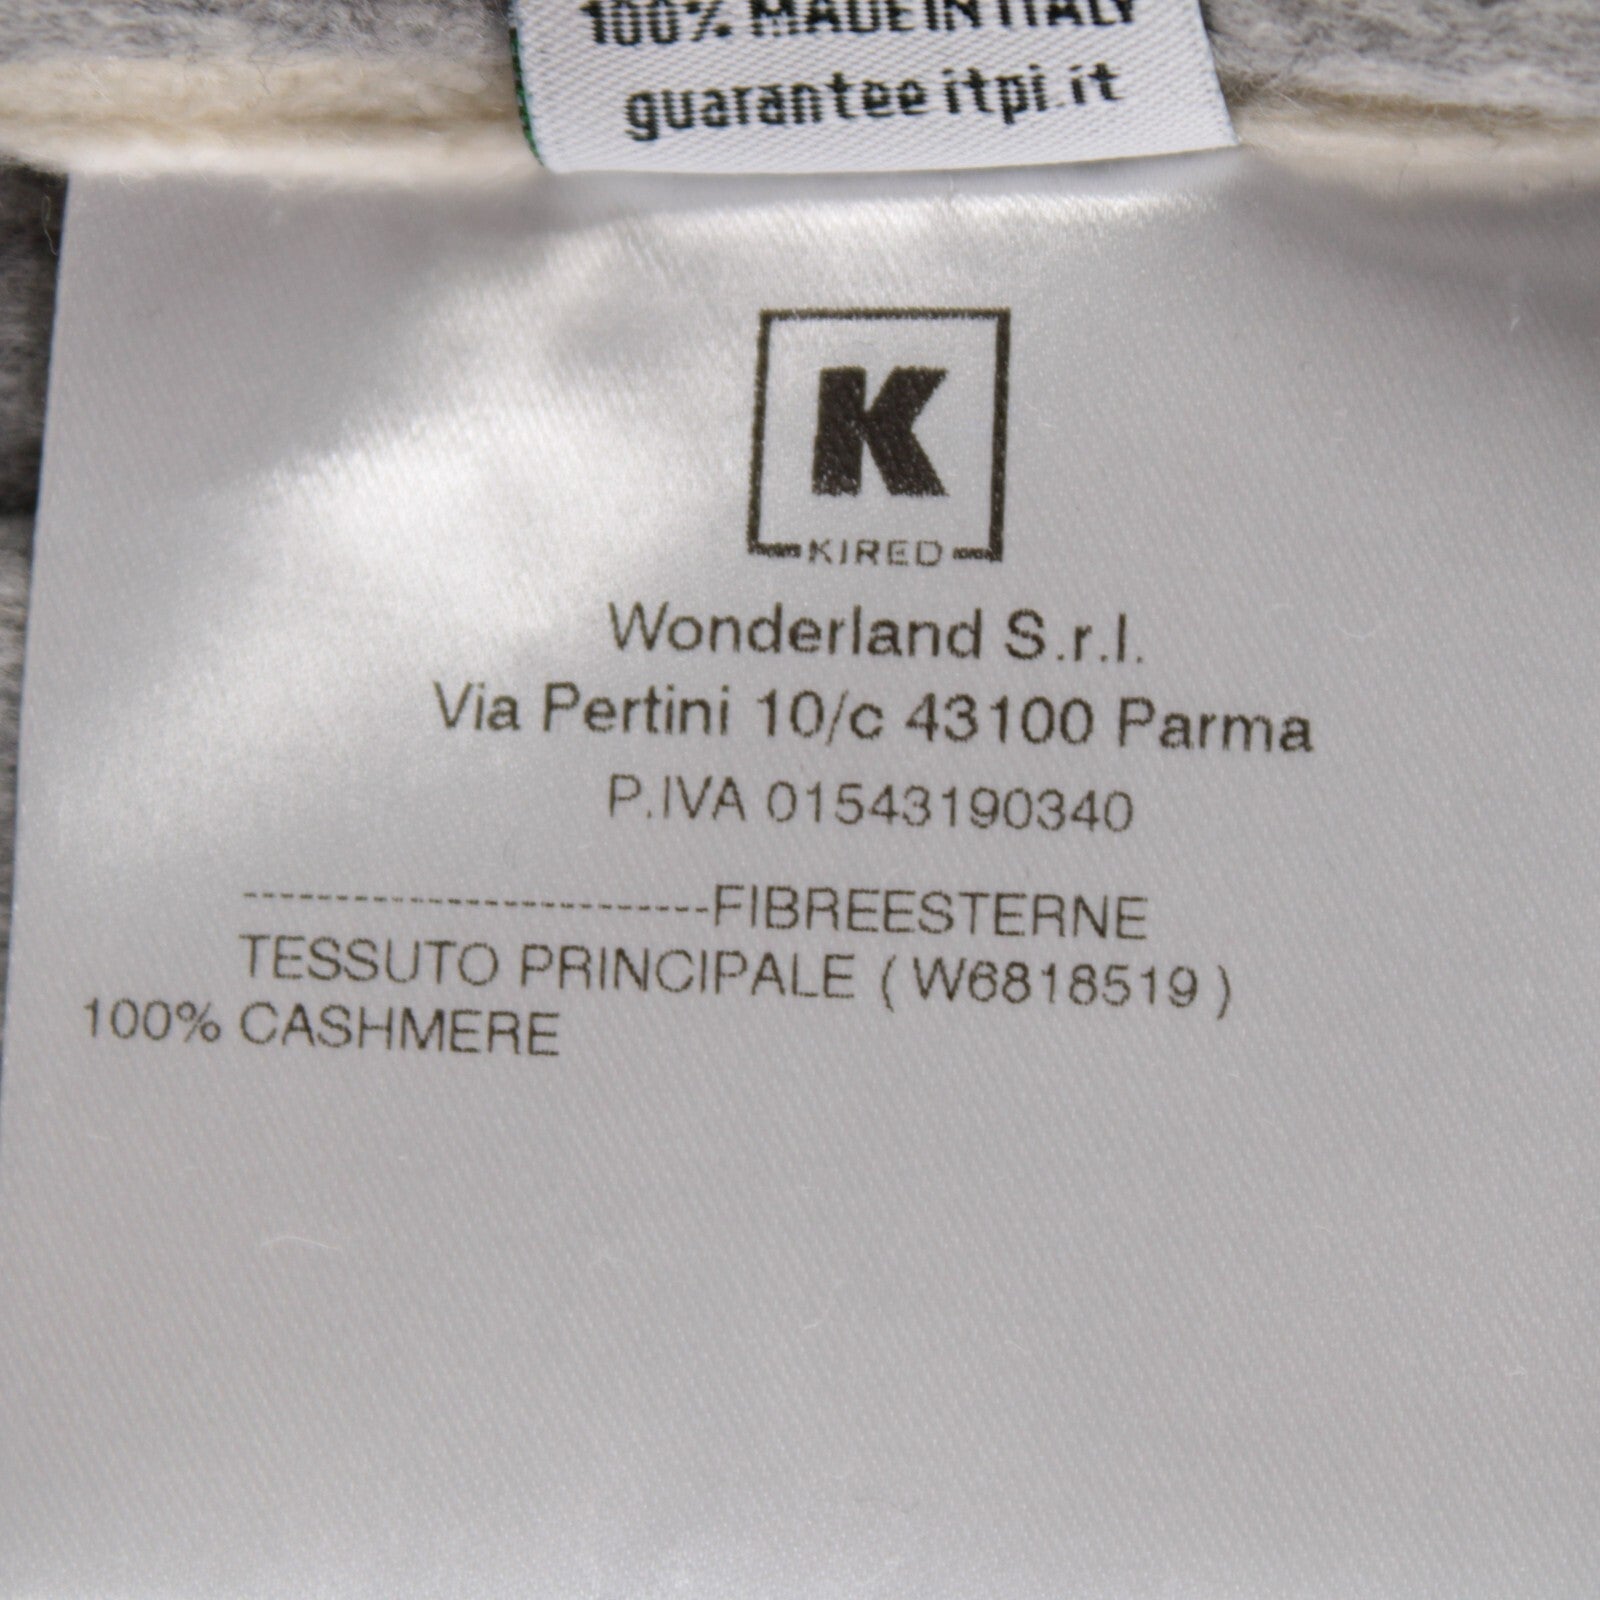 100% MADE IN ITALY
guarantee itpi.it
K
KIRED
Wonderland S.r.l.
Via Pertini 10/c 43100 Parma
P.IVA 01543190340
-------------------------FIBREESTERNE
TESSUTO PRINCIPALE ( W6818519 )
100% CASHMERE